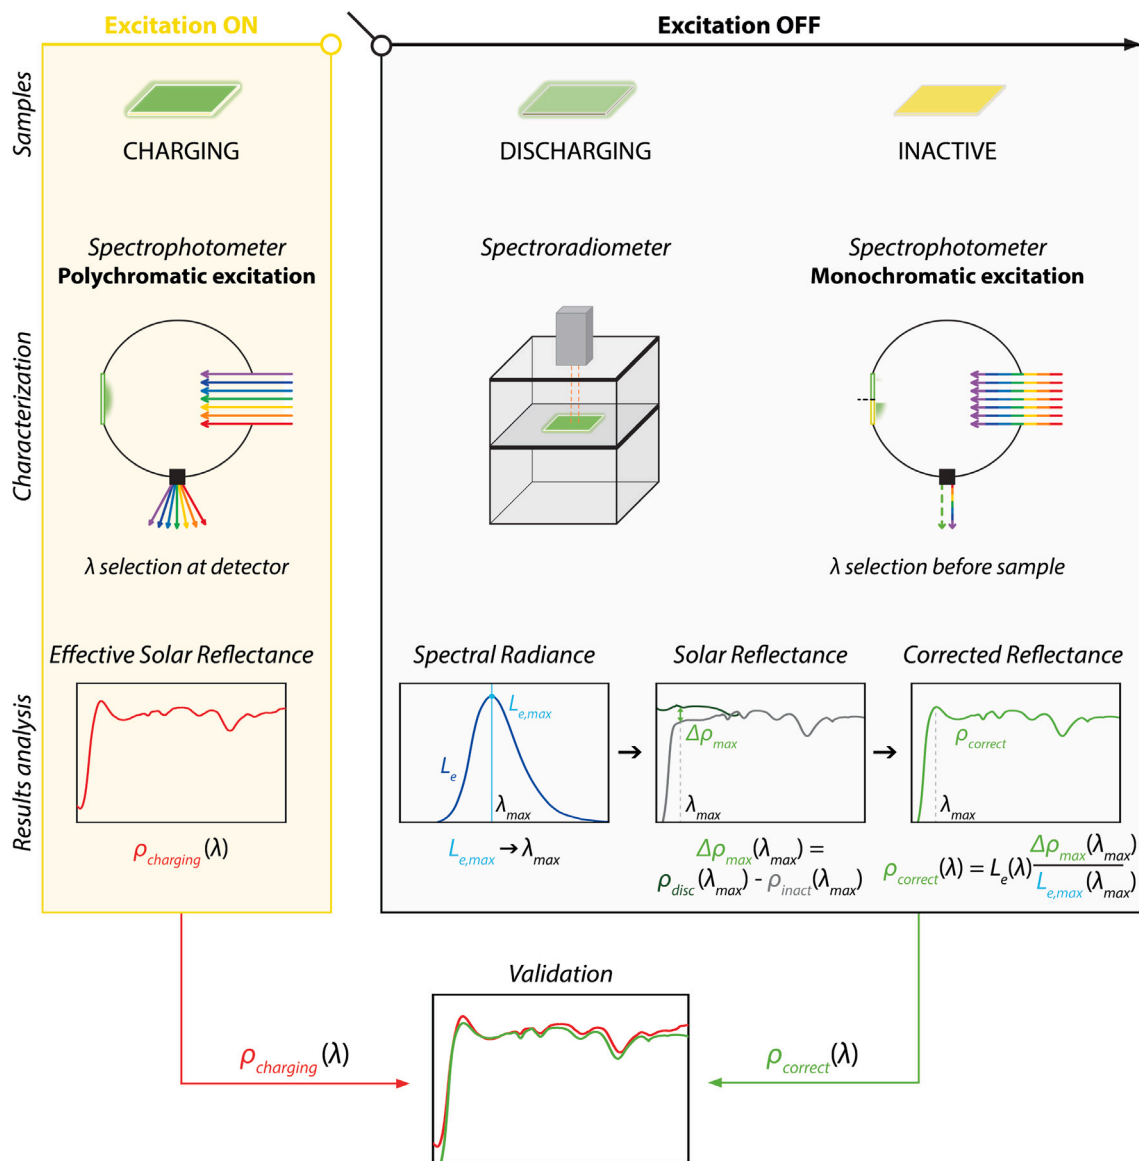 Excitation ON
Excitation OFF
Samples
CHARGING
DISCHARGING
INACTIVE
Characterization
Spectrophotometer
Polychromatic excitation
Spectroradiometer
Spectrophotometer
Monochromatic excitation
λ selection at detector
λ selection before sample
Results analysis
Effective Solar Reflectance
Spectral Radiance
Solar Reflectance
Corrected Reflectance
L_e,max
L_e
λ_max
Δρ_max
λ_max
ρ_correct
λ_max
ρ_charging(λ)
L_e,max → λ_max
Δρ_max(λ_max) =
ρ_disc(λ_max) - ρ_inact(λ_max)
ρ_correct(λ) = L_e(λ) Δρ_max(λ_max)
L_e,max(λ_max)
Validation
ρ_charging(λ)
ρ_correct(λ)